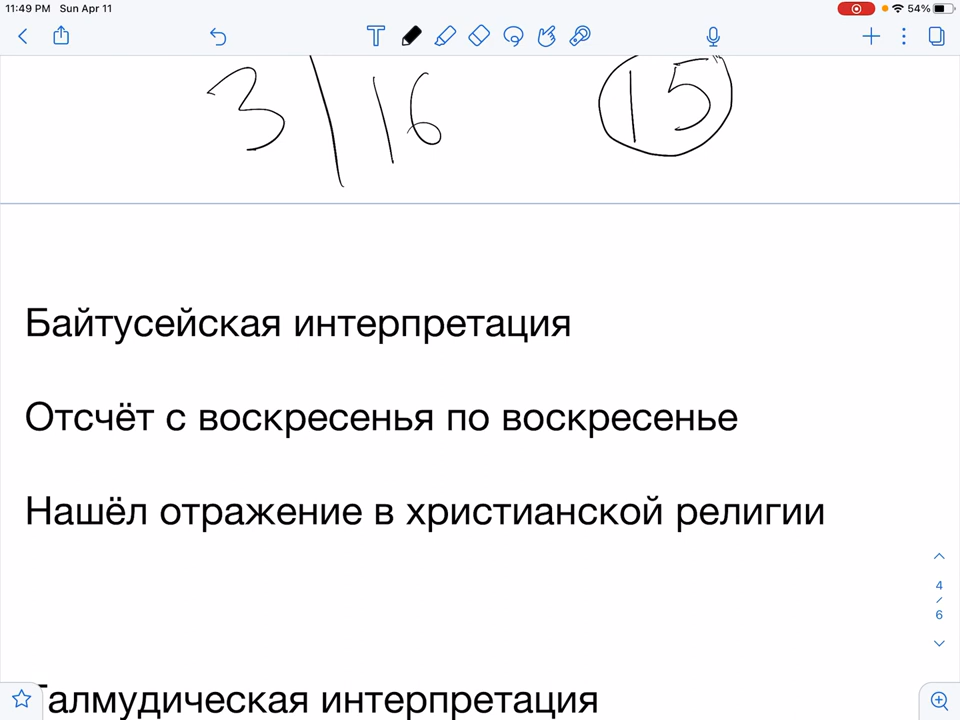 11:49 PM Sun Apr 11 54%
3 16 15
Байтусейская интерпретация
Отсчёт с воскресенья по воскресенье
Нашёл отражение в христианской религии
4
/
6
Талмудическая интерпретация